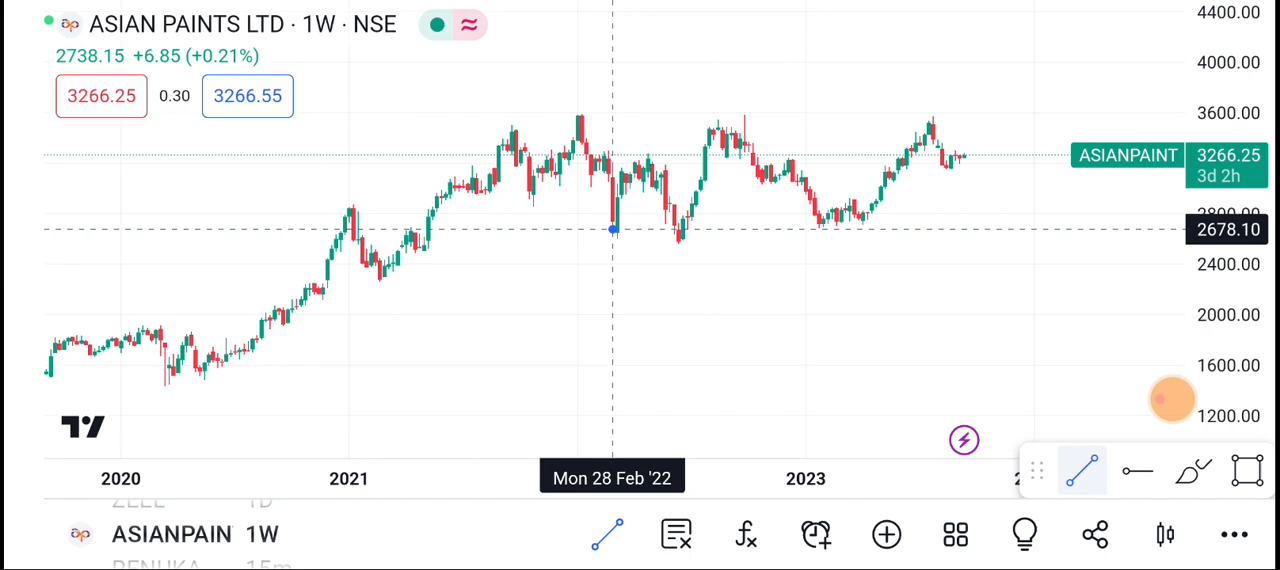 ASIAN PAINTS LTD · 1W · NSE
2738.15 +6.85 (+0.21%)
3266.25 0.30 3266.55
4400.00
4000.00
3600.00
ASIANPAINT 3266.25
3d 2h
2800.00
2678.10
2400.00
2000.00
1600.00
1200.00
2020 2021 Mon 28 Feb '22 2023
ASIANPAIN 1W